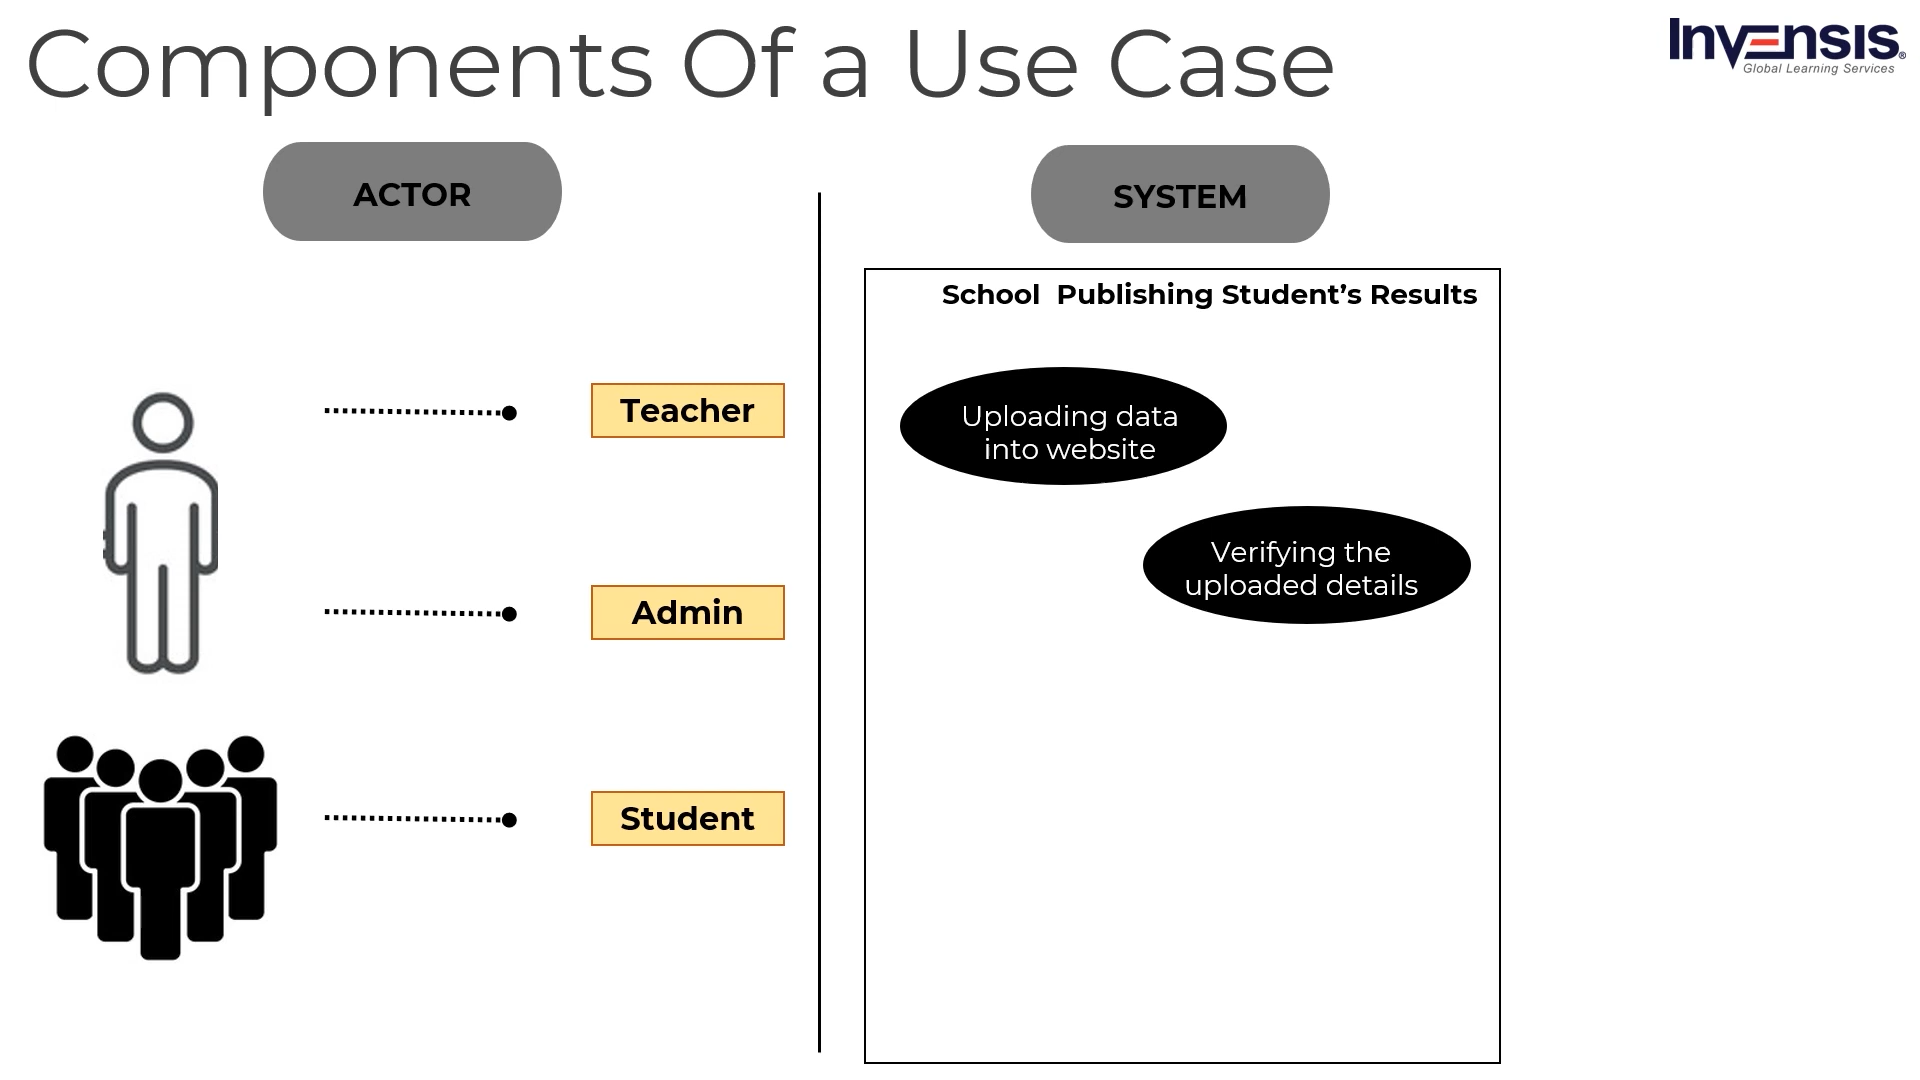 Components Of a Use Case
Invensis®
Global Learning Services
ACTOR
SYSTEM
School  Publishing Student’s Results
Teacher
Uploading data
into website
Verifying the
uploaded details
Admin
Student